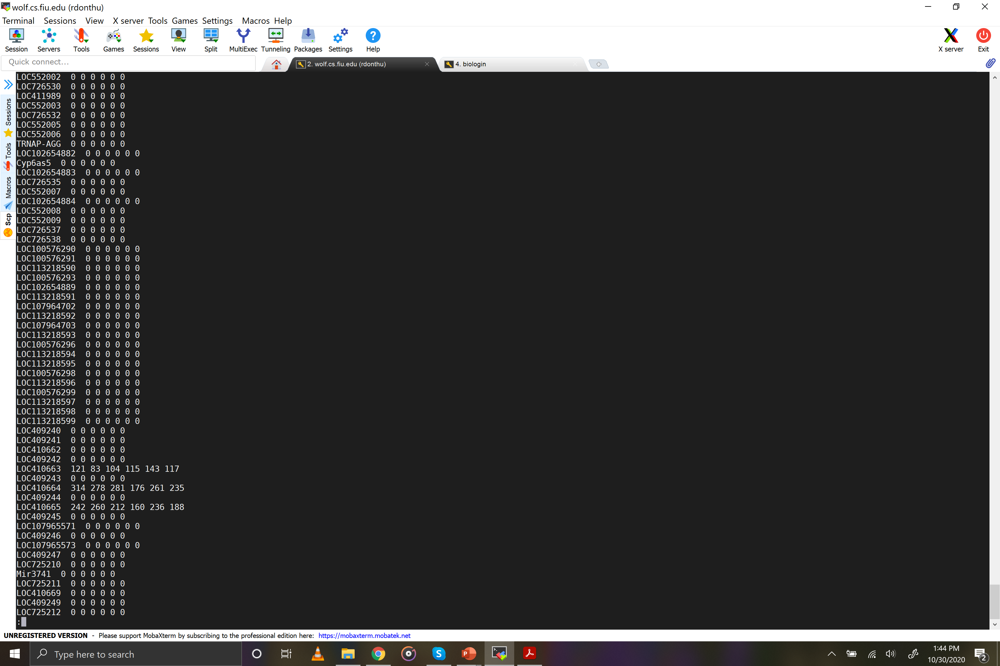 wolf.cs.fiu.edu (rdonthu)
Terminal Sessions View X server Tools Games Settings Macros Help
Session Servers Tools Games Sessions View Split MultiExec Tunneling Packages Settings Help X server Exit
Quick connect...
2. wolf.cs.fiu.edu (rdonthu)
4. biologin
Sessions
Tools
Macros
Scp
LOC552002  0 0 0 0 0 0
LOC726530  0 0 0 0 0 0
LOC411989  0 0 0 0 0 0
LOC552003  0 0 0 0 0 0
LOC726532  0 0 0 0 0 0
LOC552005  0 0 0 0 0 0
LOC552006  0 0 0 0 0 0
TRNAP-AGG  0 0 0 0 0 0
LOC102654882  0 0 0 0 0 0
Cyp6as5  0 0 0 0 0 0
LOC102654883  0 0 0 0 0 0
LOC726535  0 0 0 0 0 0
LOC552007  0 0 0 0 0 0
LOC102654884  0 0 0 0 0 0
LOC552008  0 0 0 0 0 0
LOC552009  0 0 0 0 0 0
LOC726537  0 0 0 0 0 0
LOC726538  0 0 0 0 0 0
LOC100576290  0 0 0 0 0 0
LOC100576291  0 0 0 0 0 0
LOC113218590  0 0 0 0 0 0
LOC100576293  0 0 0 0 0 0
LOC102654889  0 0 0 0 0 0
LOC113218591  0 0 0 0 0 0
LOC107964702  0 0 0 0 0 0
LOC113218592  0 0 0 0 0 0
LOC107964703  0 0 0 0 0 0
LOC113218593  0 0 0 0 0 0
LOC100576296  0 0 0 0 0 0
LOC113218594  0 0 0 0 0 0
LOC113218595  0 0 0 0 0 0
LOC100576298  0 0 0 0 0 0
LOC113218596  0 0 0 0 0 0
LOC100576299  0 0 0 0 0 0
LOC113218597  0 0 0 0 0 0
LOC113218598  0 0 0 0 0 0
LOC113218599  0 0 0 0 0 0
LOC409240  0 0 0 0 0 0
LOC409241  0 0 0 0 0 0
LOC410662  0 0 0 0 0 0
LOC409242  0 0 0 0 0 0
LOC410663  121 83 104 115 143 117
LOC409243  0 0 0 0 0 0
LOC410664  314 278 281 176 261 235
LOC409244  0 0 0 0 0 0
LOC410665  242 260 212 160 236 188
LOC409245  0 0 0 0 0 0
LOC107965571  0 0 0 0 0 0
LOC409246  0 0 0 0 0 0
LOC107965573  0 0 0 0 0 0
LOC409247  0 0 0 0 0 0
LOC725210  0 0 0 0 0 0
Mir3741  0 0 0 0 0 0
LOC725211  0 0 0 0 0 0
LOC410669  0 0 0 0 0 0
LOC409249  0 0 0 0 0 0
LOC725212  0 0 0 0 0 0
:
UNREGISTERED VERSION - Please support MobaXterm by subscribing to the professional edition here: https://mobaxterm.mobatek.net
Type here to search
1:44 PM
10/30/2020
2